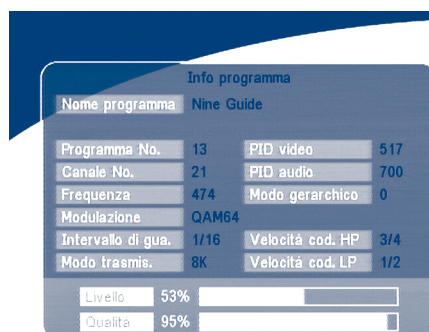 Info programma
Nome programma Nine Guide
Programma No. 13 PID video 517
Canale No. 21 PID audio 700
Frequenza 474 Modo gerarchico 0
Modulazione QAM64
Intervallo di gua. 1/16 Velocitá cod. HP 3/4
Modo trasmis. 8K Velocitá cod. LP 1/2
Livello 53%
Qualita 95%